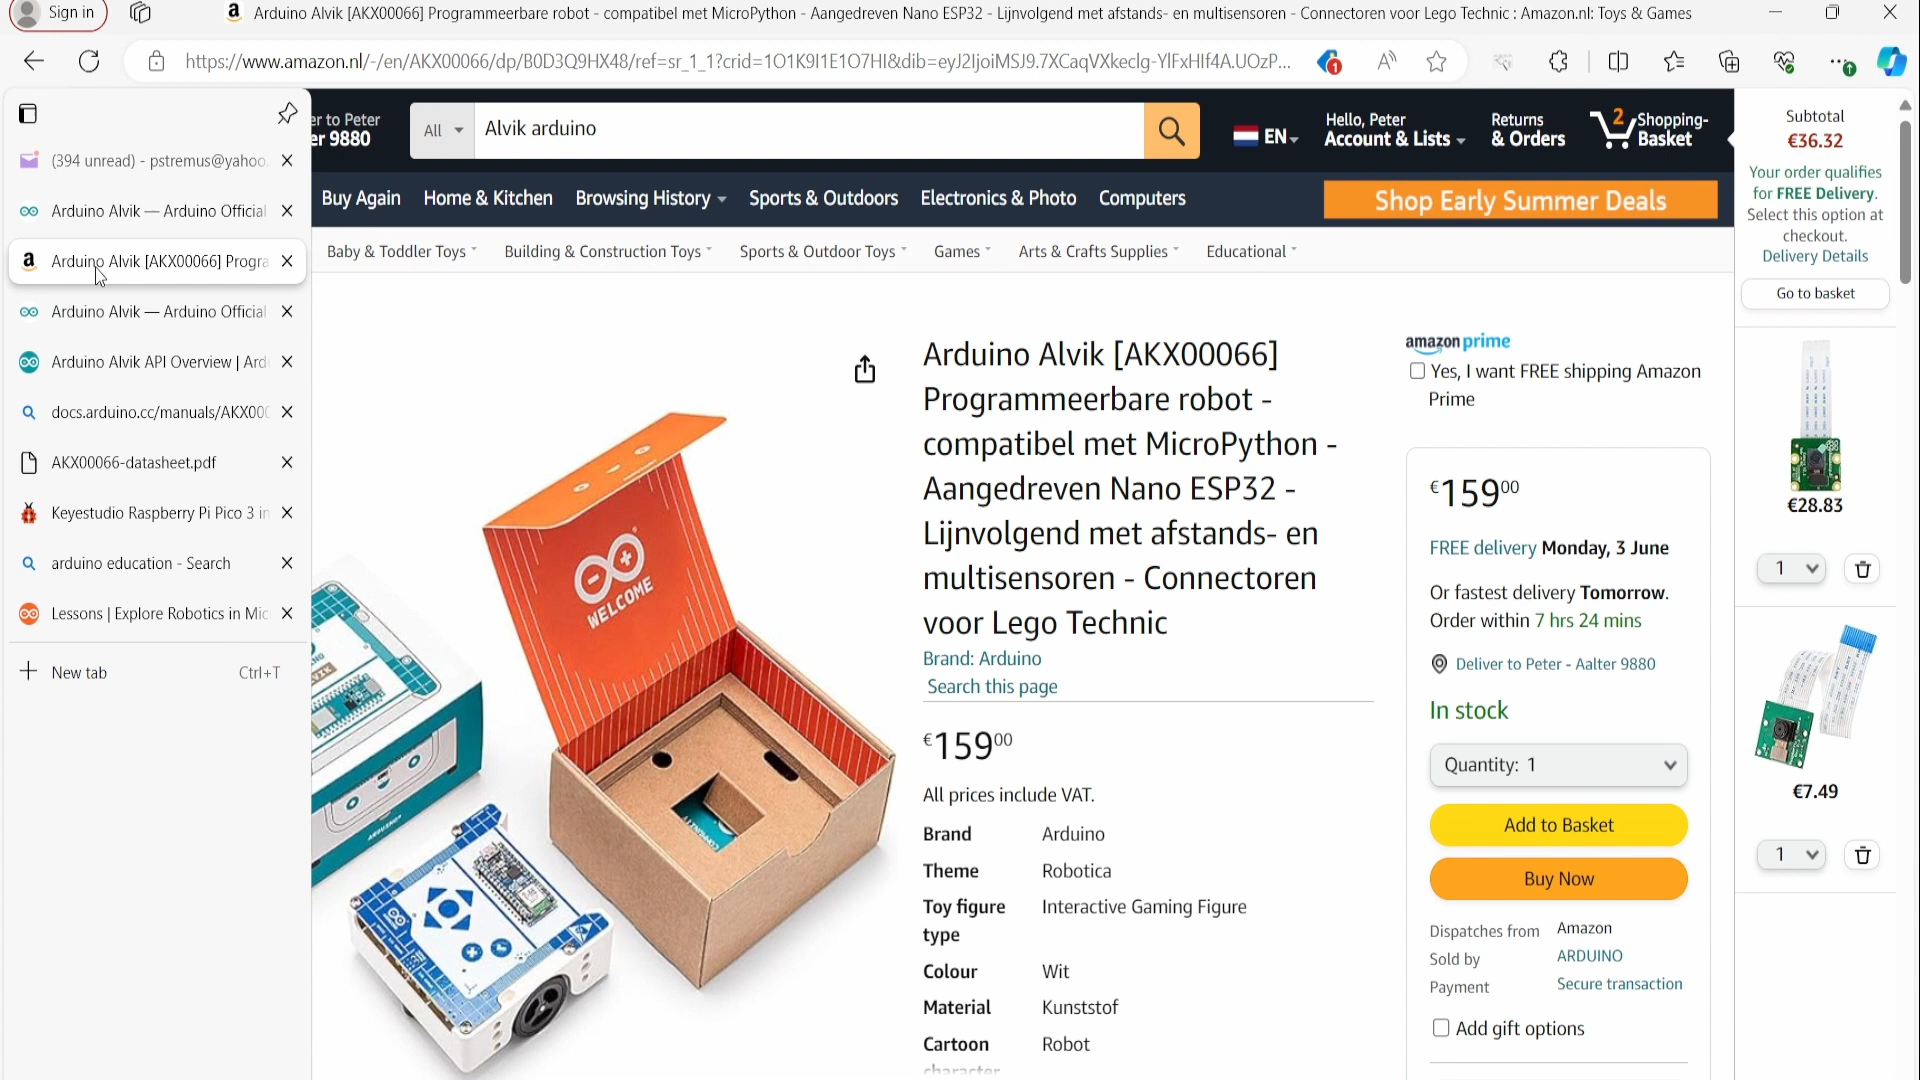 Sign in
Arduino Alvik [AKX00066] Programmeerbare robot - compatibel met MicroPython - Aangedreven Nano ESP32 - Lijnvolgend met afstands- en multisensoren - Connectoren voor Lego Technic : Amazon.nl: Toys & Games
https://www.amazon.nl/-/en/AKX00066/dp/B0D3Q9HX48/ref=sr_1_1?crid=1O1K9I1E1O7HI&dib=eyJ2IjoiMSJ9.7XCaqVXkeclg-YlFxHIf4A.UOzP...
1
(394 unread) - pstremus@yahoo.
Arduino Alvik — Arduino Official
Arduino Alvik [AKX00066] Progra
Arduino Alvik — Arduino Official
Arduino Alvik API Overview | Ard
docs.arduino.cc/manuals/AKX000
AKX00066-datasheet.pdf
Keyestudio Raspberry Pi Pico 3 in
arduino education - Search
Lessons | Explore Robotics in Mic
New tab Ctrl+T
er to Peter
er 9880
All
Alvik arduino
EN
Hello, Peter
Account & Lists
Returns
& Orders
2
Shopping-
Basket
Buy Again Home & Kitchen Browsing History Sports & Outdoors Electronics & Photo Computers
Shop Early Summer Deals
Baby & Toddler Toys Building & Construction Toys Sports & Outdoor Toys Games Arts & Crafts Supplies Educational
WELCOME
ARDUINO
Arduino Alvik [AKX00066]
Programmeerbare robot -
compatibel met MicroPython -
Aangedreven Nano ESP32 -
Lijnvolgend met afstands- en
multisensoren - Connectoren
voor Lego Technic
Brand: Arduino
Search this page
€15900
All prices include VAT.
Brand Arduino
Theme Robotica
Toy figure Interactive Gaming Figure
type
Colour Wit
Material Kunststof
Cartoon Robot
character
amazon prime
Yes, I want FREE shipping Amazon
Prime
€15900
FREE delivery Monday, 3 June
Or fastest delivery Tomorrow.
Order within 7 hrs 24 mins
Deliver to Peter - Aalter 9880
In stock
Quantity: 1
Add to Basket
Buy Now
Dispatches from Amazon
Sold by ARDUINO
Payment Secure transaction
Add gift options
Subtotal
€36.32
Your order qualifies
for FREE Delivery.
Select this option at
checkout.
Delivery Details
Go to basket
€28.83
1
€7.49
1